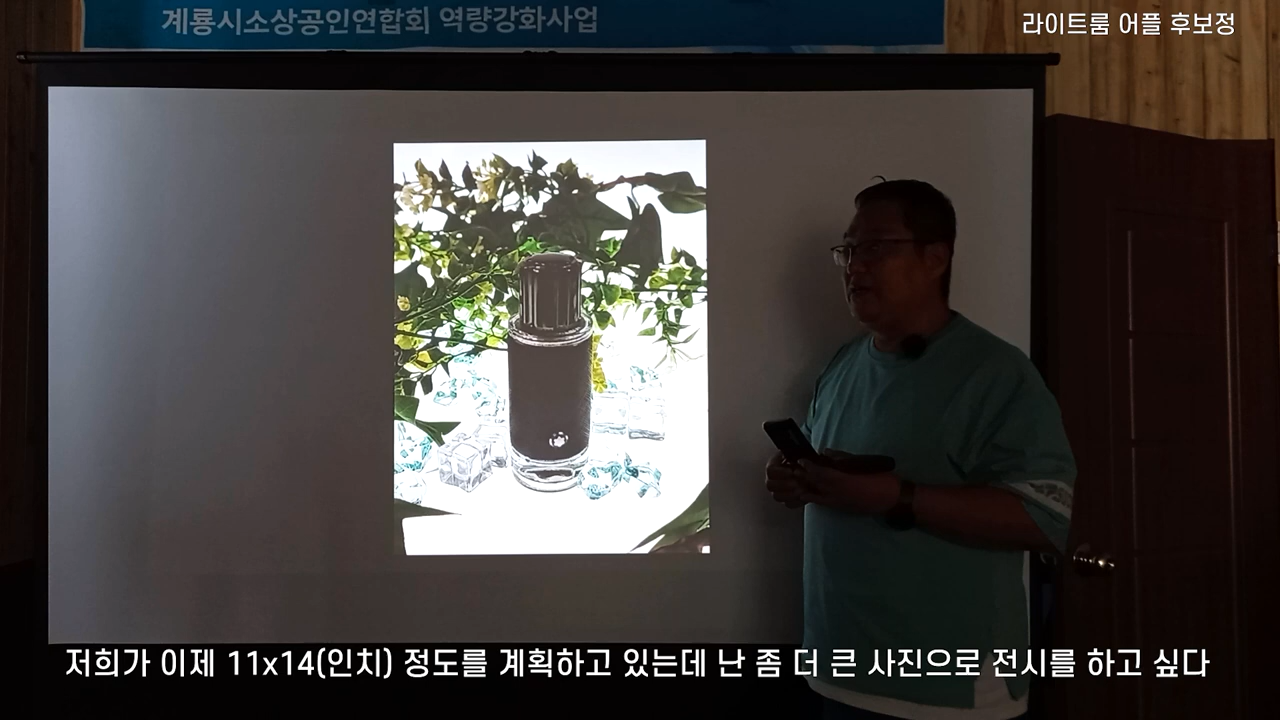 계룡시소상공인연합회 역량강화사업
라이트룸 어플 후보정
저희가 이제 11x14(인치) 정도를 계획하고 있는데 난 좀 더 큰 사진으로 전시를 하고 싶다